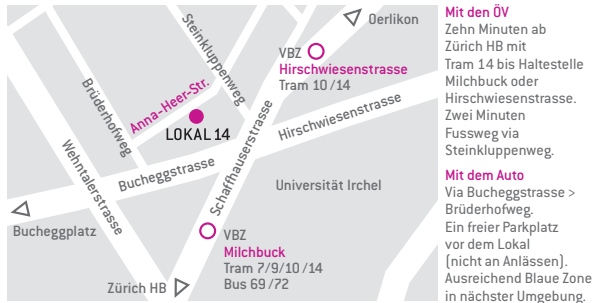 Oerlikon
Steinkluppenweg
VBZ
Hirschwiesenstrasse
Tram 10/14
Brüderhofweg
Anna-Heer-Str.
LOKAL 14
Hirschwiesenstrasse
Schaffhauserstrasse
Wehntalerstrasse
Bucheggstrasse
Universität Irchel
Bucheggplatz
VBZ
Milchbuck
Tram 7/9/10/14
Bus 69/72
Zürich HB
Mit den ÖV
Zehn Minuten ab
Zürich HB mit
Tram 14 bis Haltestelle
Milchbuck oder
Hirschwiesenstrasse.
Zwei Minuten
Fussweg via
Steinkluppenweg.
Mit dem Auto
Via Bucheggstrasse >
Brüderhofweg.
Ein freier Parkplatz
vor dem Lokal
(nicht an Anlässen).
Ausreichend Blaue Zone
in nächster Umgebung.